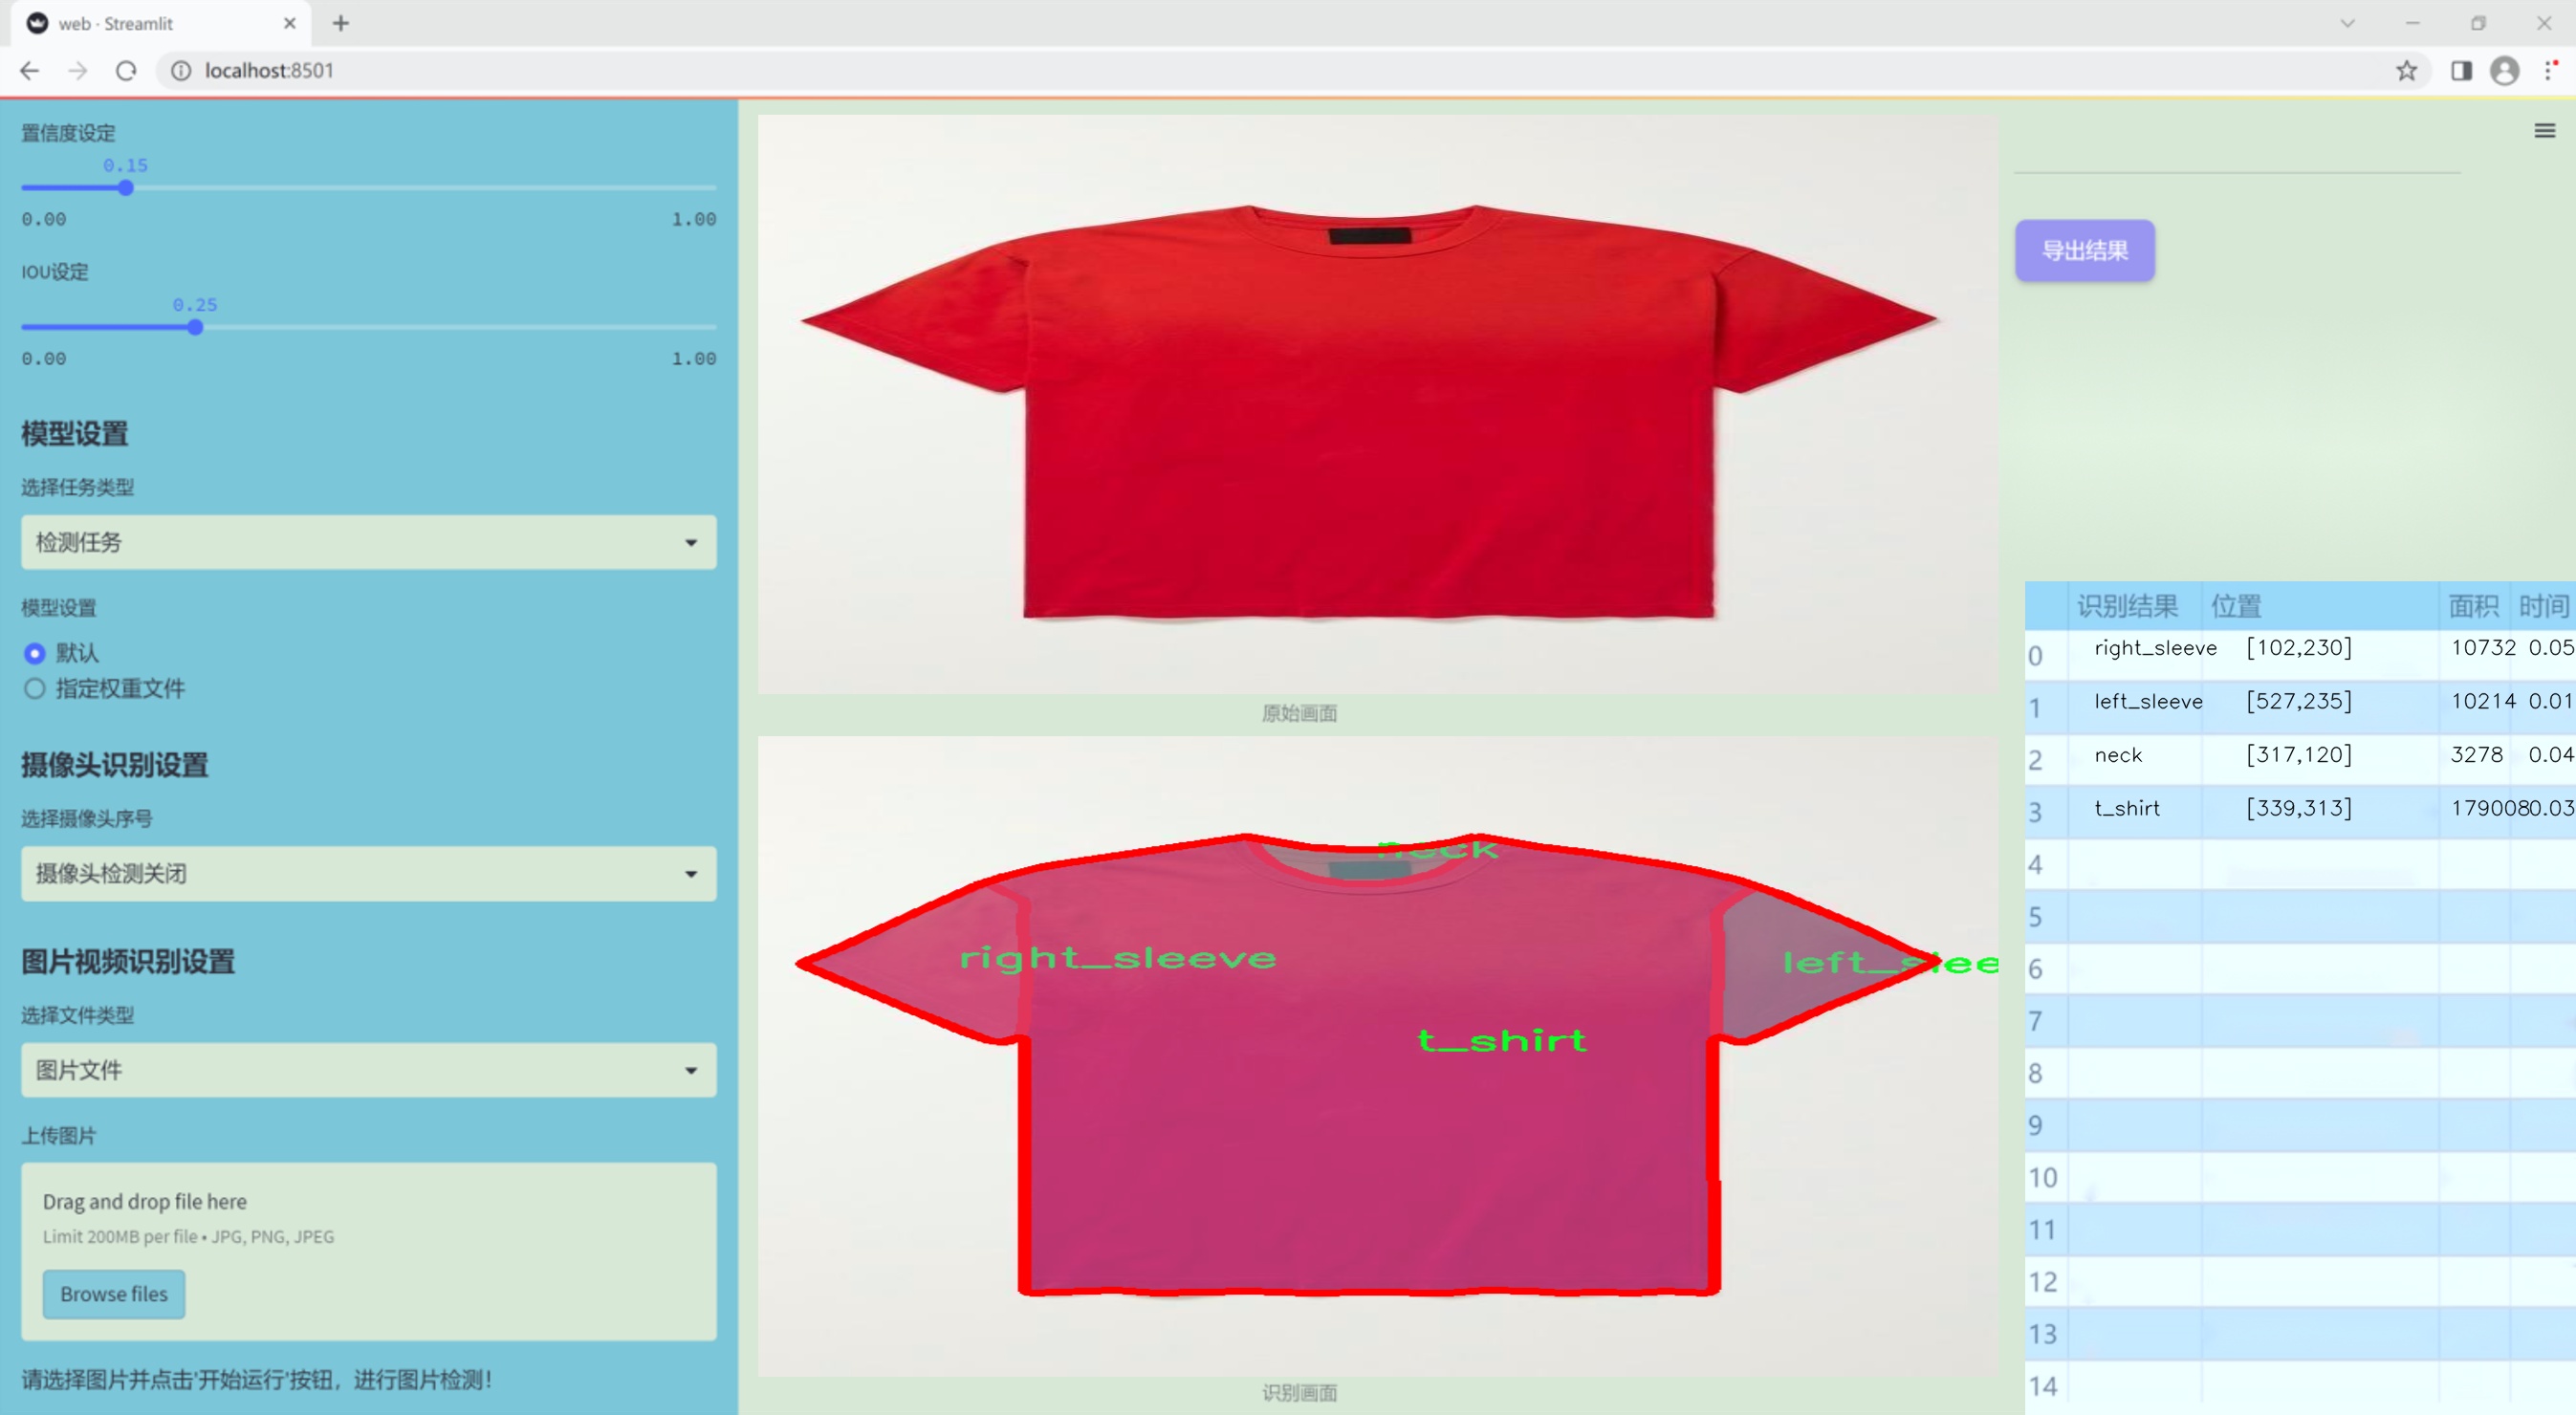 web · Streamlit
localhost:8501
置信度设定
0.15
0.00 1.00
IOU设定
0.25
0.00 1.00
模型设置
选择任务类型
检测任务
模型设置
默认
指定权重文件
摄像头识别设置
选择摄像头序号
摄像头检测关闭
图片视频识别设置
选择文件类型
图片文件
上传图片
Drag and drop file here
Limit 200MB per file • JPG, PNG, JPEG
Browse files
请选择图片并点击'开始运行'按钮，进行图片检测！
原始画面
neck
right_sleeve
left_slee
t_shirt
识别画面
导出结果
识别结果 位置 面积 时间
0 right_sleeve [102,230] 10732 0.05
1 left_sleeve [527,235] 10214 0.01
2 neck [317,120] 3278 0.04
3 t_shirt [339,313] 179008 0.03
4
5
6
7
8
9
10
11
12
13
14